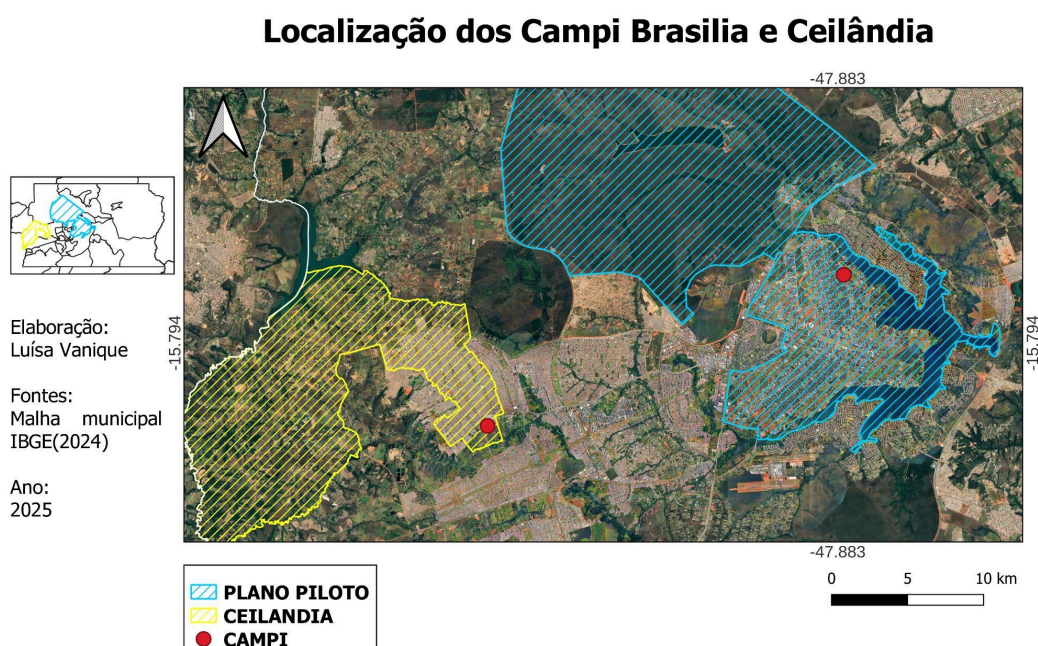 Localização dos Campi Brasilia e Ceilândia
-47.883
-15.794
-15.794
Elaboração:
Luísa Vanique
Fontes:
Malha municipal
IBGE(2024)
Ano:
2025
-47.883
PLANO PILOTO
CEILANDIA
CAMPI
0 5 10 km